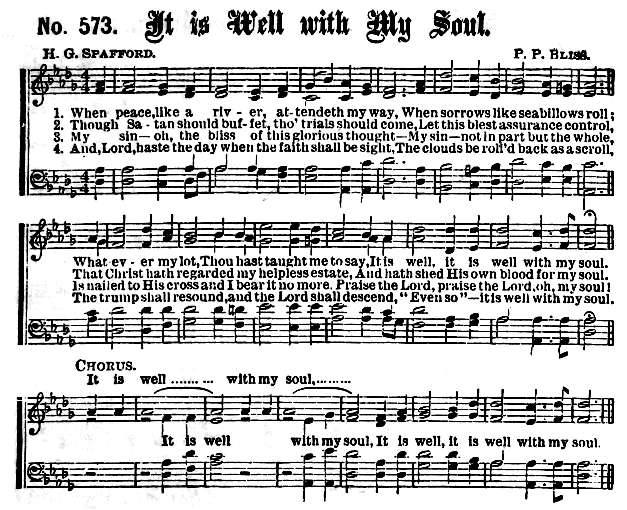 No. 573. It is Well with My Soul.
H. G. SPAFFORD. P. P. BLISS.
1. When peace, like a riv - er, at - tendeth my way, When sorrows like sea billows roll;
2. Though Sa - tan should buf - fet, tho' trials should come, Let this blest assurance control,
3. My sin— oh, the bliss of this glorious thought—My sin—not in part but the whole,
4. And, Lord, haste the day when the faith shall be sight, The clouds be roll'd back as a scroll,
What ev - er my lot, Thou hast taught me to say, It is well, it is well with my soul.
That Christ hath regarded my helpless estate, And hath shed His own blood for my soul.
Is nailed to His cross and I bear it no more. Praise the Lord, praise the Lord, oh, my soul!
The trump shall resound, and the Lord shall descend, "Even so"—it is well with my soul.
CHORUS.
It is well ......... with my soul, ........
It is well with my soul, It is well, it is well with my soul.